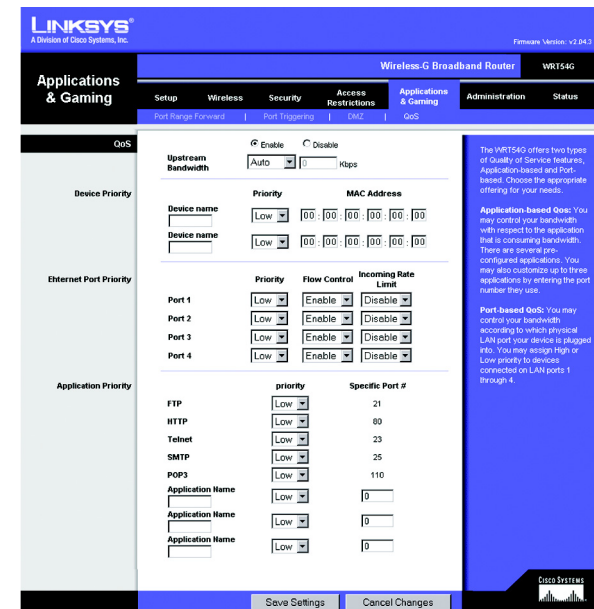 LINKSYS®
A Division of Cisco Systems, Inc.
Firmware Version: v2.04.3
Wireless-G Broadband Router WRT54G
Applications & Gaming
Setup Wireless Security Access Restrictions Applications & Gaming Administration Status
Port Range Forward | Port Triggering | DMZ | QoS
QoS
Enable Disable
Upstream Bandwidth Auto 0 Kbps
Device Priority
Priority MAC Address
Device name Low 00 : 00 : 00 : 00 : 00 : 00
Device name Low 00 : 00 : 00 : 00 : 00 : 00
Ehternet Port Priority
Priority Flow Control Incoming Rate Limit
Port 1 Low Enable Disable
Port 2 Low Enable Disable
Port 3 Low Enable Disable
Port 4 Low Enable Disable
Application Priority
priority Specific Port #
FTP Low 21
HTTP Low 80
Telnet Low 23
SMTP Low 25
POP3 Low 110
Application Name Low 0
Application Name Low 0
Application Name Low 0
The WRT54G offers two types
of Quality of Service features,
Application-based and Port-
based. Choose the appropriate
offering for your needs.
Application-based Qos: You
may control your bandwidth
with respect to the application
that is consuming bandwidth.
There are several pre-
configured applications. You
may also customize up to three
applications by entering the port
number they use.
Port-based QoS: You may
control your bandwidth
according to which physical
LAN port your device is plugged
into. You may assign High or
Low priority to devices
connected on LAN ports 1
through 4.
Save Settings Cancel Changes
CISCO SYSTEMS